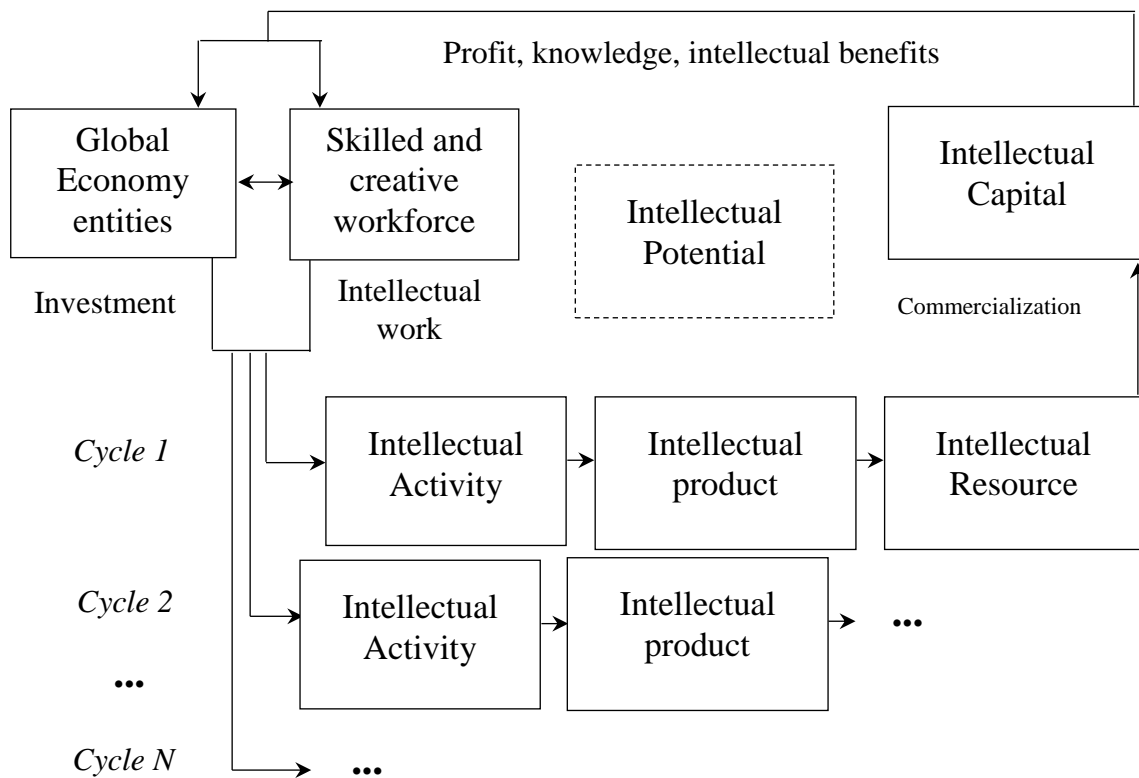 Profit, knowledge, intellectual benefits
Global
Economy
entities
Skilled and
creative
workforce
Intellectual
Potential
Intellectual
Capital
Investment
Intellectual
work
Commercialization
Cycle 1
Intellectual
Activity
Intellectual
product
Intellectual
Resource
Cycle 2
Intellectual
Activity
Intellectual
product
...
...
Cycle N
...